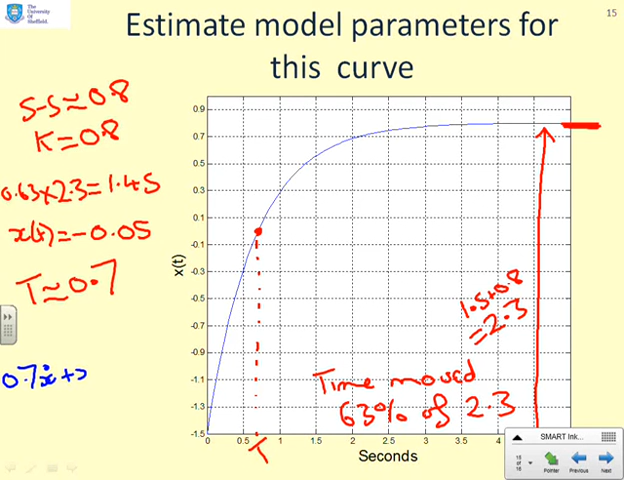 The
University
Of
Sheffield.
15
Estimate model parameters for
this curve
S-S≈0.8
K=0.8
0.63×2.3=1.45
x(t)=-0.05
T≈0.7
0.7ẋ+
0.9
0.7
0.5
0.3
0.1
-0.1
-0.3
-0.5
-0.7
-0.9
-1.1
-1.3
-1.5
x(t)
1.5+0.8
=2.3
Time moved
63% of 2.3
T
0 0.5 1 1.5 2 2.5 3 3.5 4
Seconds
SMART Ink...
15
of
16
Pointer Previous Next